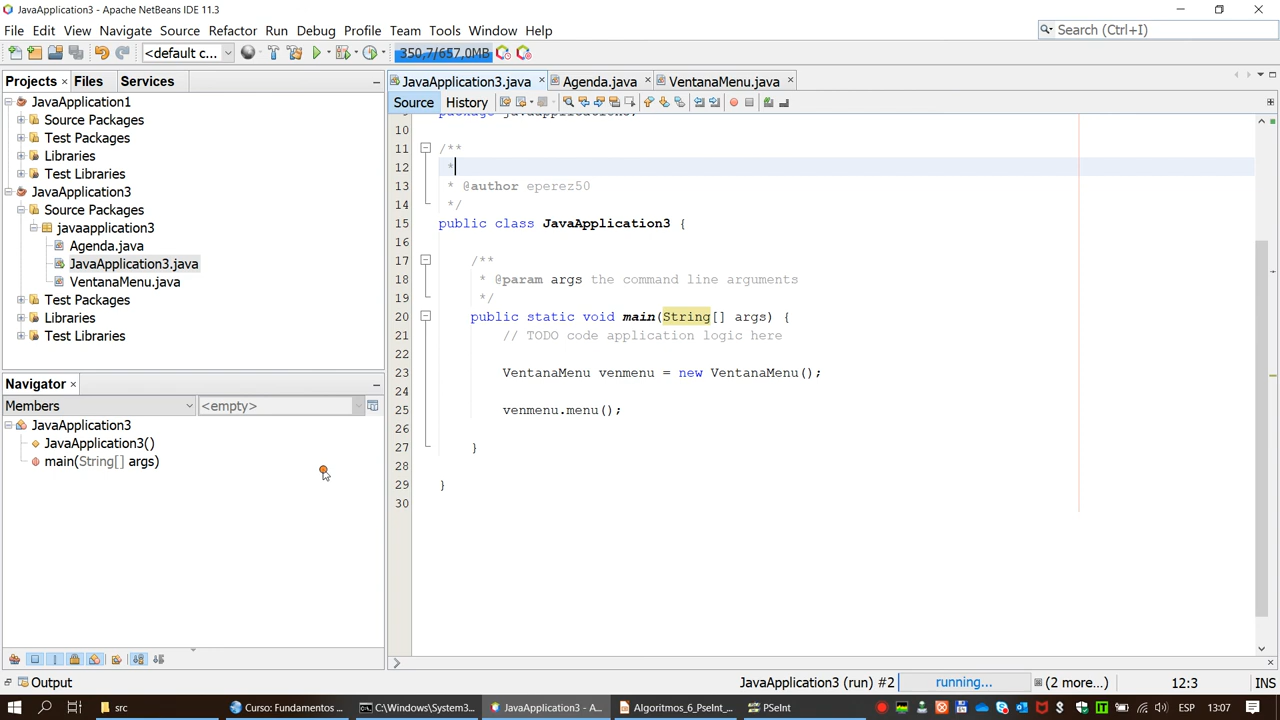 JavaApplication3 - Apache NetBeans IDE 11.3
File Edit View Navigate Source Refactor Run Debug Profile Team Tools Window Help
Search (Ctrl+I)
<default c...
350,7/657,0MB
Projects
Files
Services
JavaApplication1
Source Packages
Test Packages
Libraries
Test Libraries
JavaApplication3
Source Packages
javaapplication3
Agenda.java
JavaApplication3.java
VentanaMenu.java
Test Packages
Libraries
Test Libraries
Navigator
Members
<empty>
JavaApplication3
JavaApplication3()
main(String[] args)
JavaApplication3.java
Agenda.java
VentanaMenu.java
Source
History
10
11 /**
12 *
13 * @author eperez50
14 */
15 public class JavaApplication3 {
16
17 /**
18 * @param args the command line arguments
19 */
20 public static void main(String[] args) {
21 // TODO code application logic here
22
23 VentanaMenu venmenu = new VentanaMenu();
24
25 venmenu.menu();
26
27 }
28
29 }
30
Output
JavaApplication3 (run) #2
running...
(2 more...)
12:3
INS
src
Curso: Fundamentos ...
C:\Windows\System3...
JavaApplication3 - A...
Algoritmos_6_PseInt_...
PSeInt
ESP
13:07